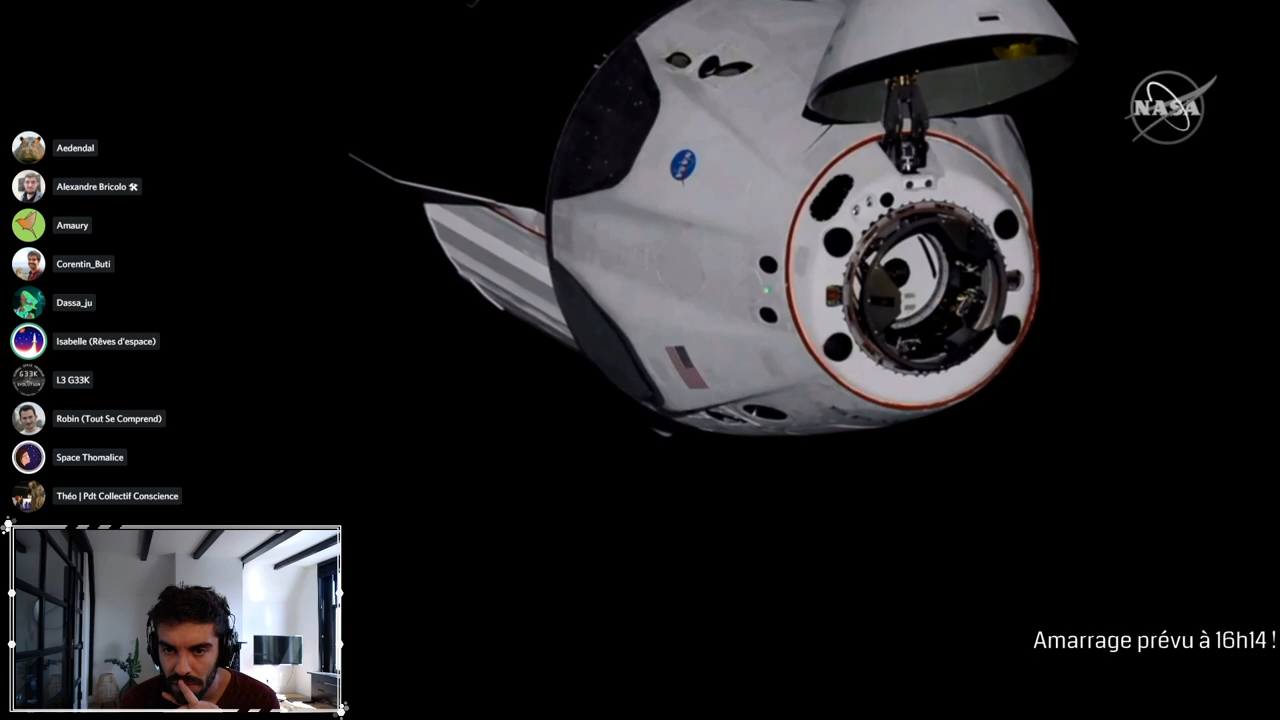 NASA
Aedendal
Alexandre Bricolo 🛠
Amaury
Corentin_Buti
Dassa_ju
Isabelle (Rêves d'espace)
L3 G33K
G33K
Robin (Tout Se Comprend)
Space Thomalice
Théo | Pdt Collectif Conscience
Amarrage prévu à 16h14 !